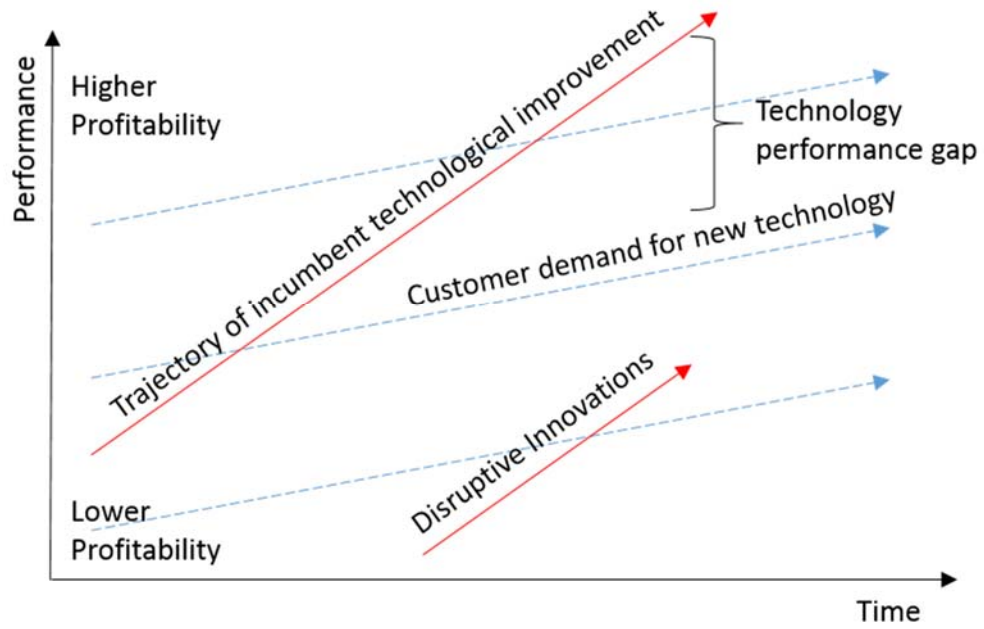 Performance
Higher
Profitability
Trajectory of incumbent technological improvement
Technology
performance gap
Customer demand for new technology
Disruptive Innovations
Lower
Profitability
Time